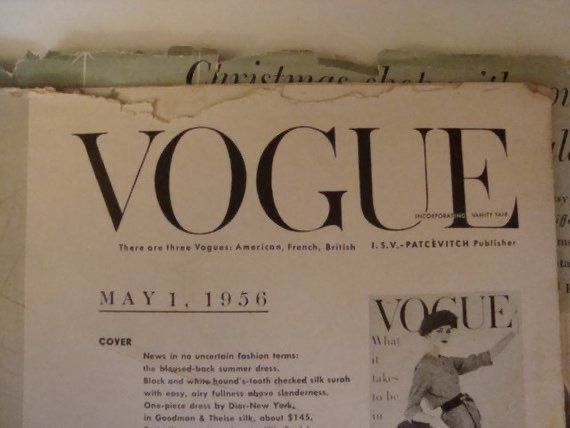 Christmas
VOGUE
INCORPORATING VANITY FAIR
There are three Vogues: American, French, British I.S.V.-PATCÈVITCH Publisher
MAY 1, 1956
COVER
News in no uncertain fashion terms:
the bloused-back summer dress.
Black and white hound's-tooth checked silk surah
with easy, airy fullness above slenderness.
One-piece dress by Dior-New York,
in Goodman & Theise silk, about $145.
VOGUE
What
it
takes
to be
in